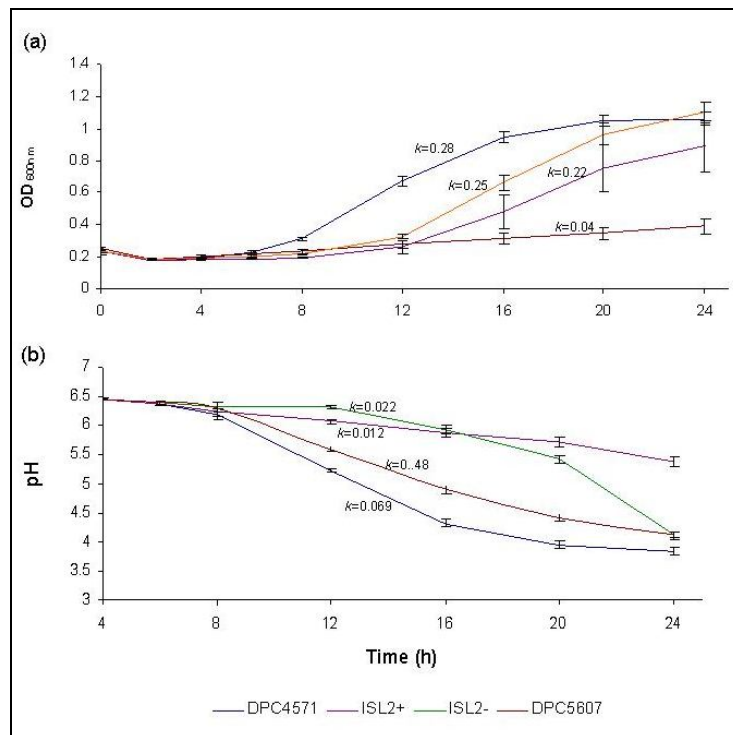 (a)
1.4
1.2
1
0.8
0.6
0.4
0.2
0
OD 600n m
k=0.28
k=0.25
k=0.22
k=0.04
0 4 8 12 16 20 24
(b)
7
6.5
6
5.5
5
4.5
4
3.5
3
pH
k=0.022
k=0.012
k=0..48
k=0.069
4 8 12 16 20 24
Time (h)
DPC4571 ISL2+ ISL2- DPC5607